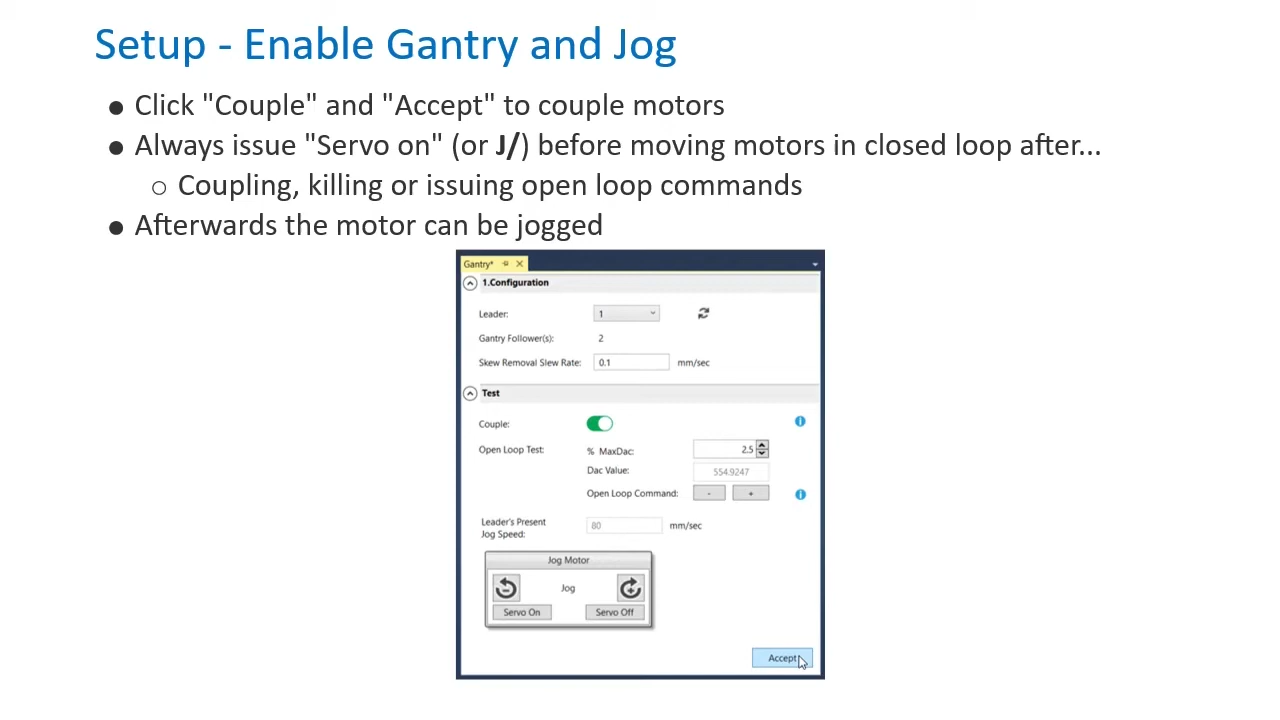 Setup - Enable Gantry and Jog
● Click "Couple" and "Accept" to couple motors
● Always issue "Servo on" (or J/) before moving motors in closed loop after...
○ Coupling, killing or issuing open loop commands
● Afterwards the motor can be jogged
Gantry*
1.Configuration
Leader: 1
Gantry Follower(s): 2
Skew Removal Slew Rate: 0.1 mm/sec
Test
Couple:
Open Loop Test: % MaxDac: 2.5
Dac Value: 554.9247
Open Loop Command: - +
Leader's Present
Jog Speed: 80 mm/sec
Jog Motor
Jog
Servo On Servo Off
Accept